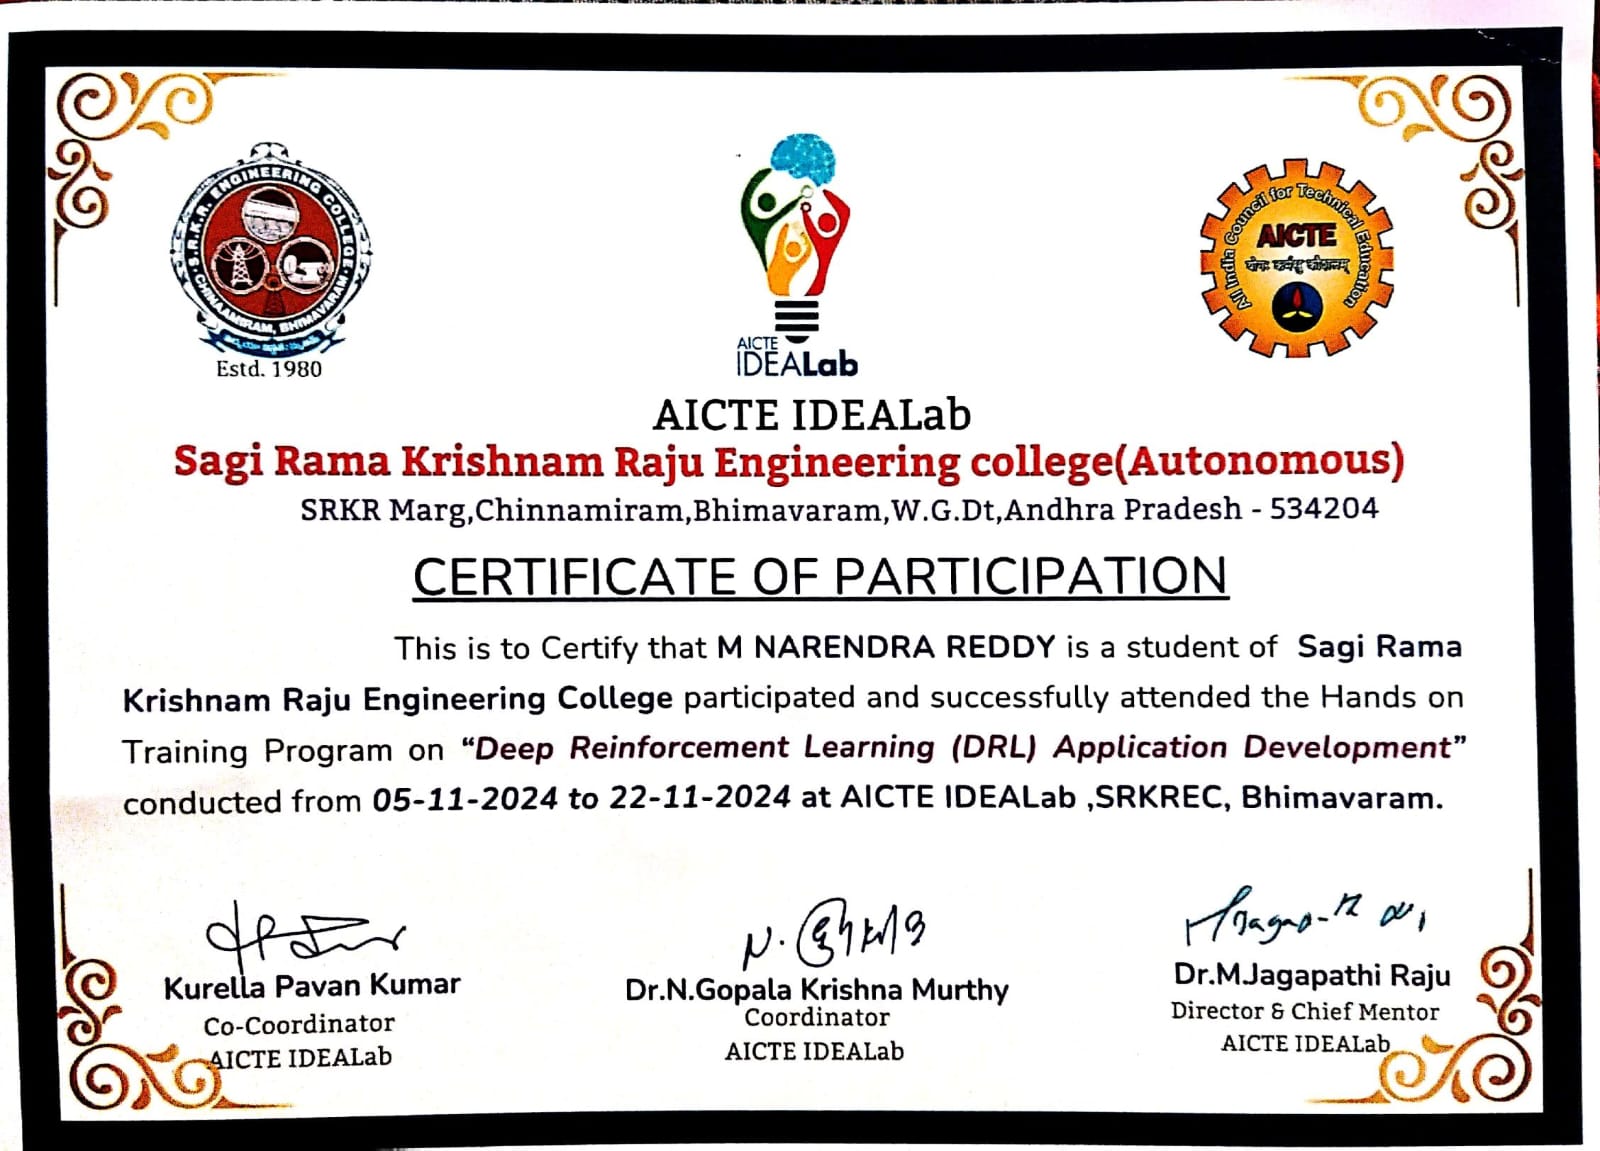 S.R.K.R. ENGINEERING COLLEGE
CHINAAMIRAM, BHIMAVARAM
Estd. 1980
AICTE
IDEALab
All India Council for Technical Education
AICTE
योगः कर्मसु कौशलम्
AICTE IDEALab
Sagi Rama Krishnam Raju Engineering college(Autonomous)
SRKR Marg,Chinnamiram,Bhimavaram,W.G.Dt,Andhra Pradesh - 534204
CERTIFICATE OF PARTICIPATION
This is to Certify that M NARENDRA REDDY is a student of Sagi Rama
Krishnam Raju Engineering College participated and successfully attended the Hands on
Training Program on “Deep Reinforcement Learning (DRL) Application Development”
conducted from 05-11-2024 to 22-11-2024 at AICTE IDEALab ,SRKREC, Bhimavaram.
Kurella Pavan Kumar
Co-Coordinator
AICTE IDEALab
Dr.N.Gopala Krishna Murthy
Coordinator
AICTE IDEALab
Dr.M.Jagapathi Raju
Director & Chief Mentor
AICTE IDEALab